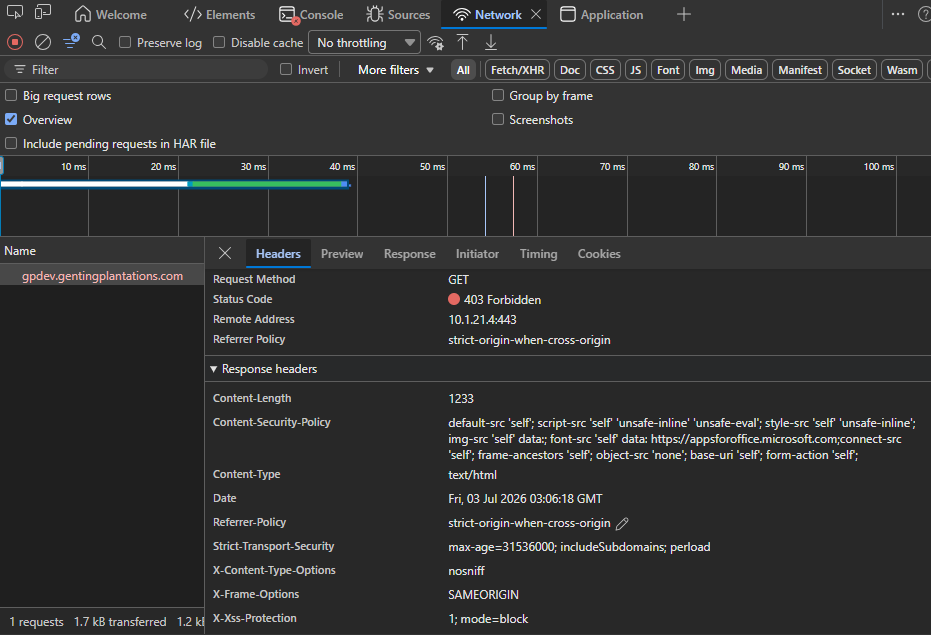 Welcome Elements Console Sources Network Application
Preserve log Disable cache No throttling
Filter Invert More filters All Fetch/XHR Doc CSS JS Font Img Media Manifest Socket Wasm
Big request rows Group by frame
Overview Screenshots
Include pending requests in HAR file
10 ms 20 ms 30 ms 40 ms 50 ms 60 ms 70 ms 80 ms 90 ms 100 ms
Name Headers Preview Response Initiator Timing Cookies
gpdev.gentingplantations.com
Request Method GET
Status Code 403 Forbidden
Remote Address 10.1.21.4:443
Referrer Policy strict-origin-when-cross-origin
Response headers
Content-Length 1233
Content-Security-Policy default-src 'self'; script-src 'self' 'unsafe-inline' 'unsafe-eval'; style-src 'self' 'unsafe-inline';
img-src 'self' data:; font-src 'self' data: https://appsforoffice.microsoft.com;connect-src
'self'; frame-ancestors 'self'; object-src 'none'; base-uri 'self'; form-action 'self';
Content-Type text/html
Date Fri, 03 Jul 2026 03:06:18 GMT
Referrer-Policy strict-origin-when-cross-origin
Strict-Transport-Security max-age=31536000; includeSubdomains; perload
X-Content-Type-Options nosniff
X-Frame-Options SAMEORIGIN
X-Xss-Protection 1; mode=block
1 requests 1.7 kB transferred 1.2